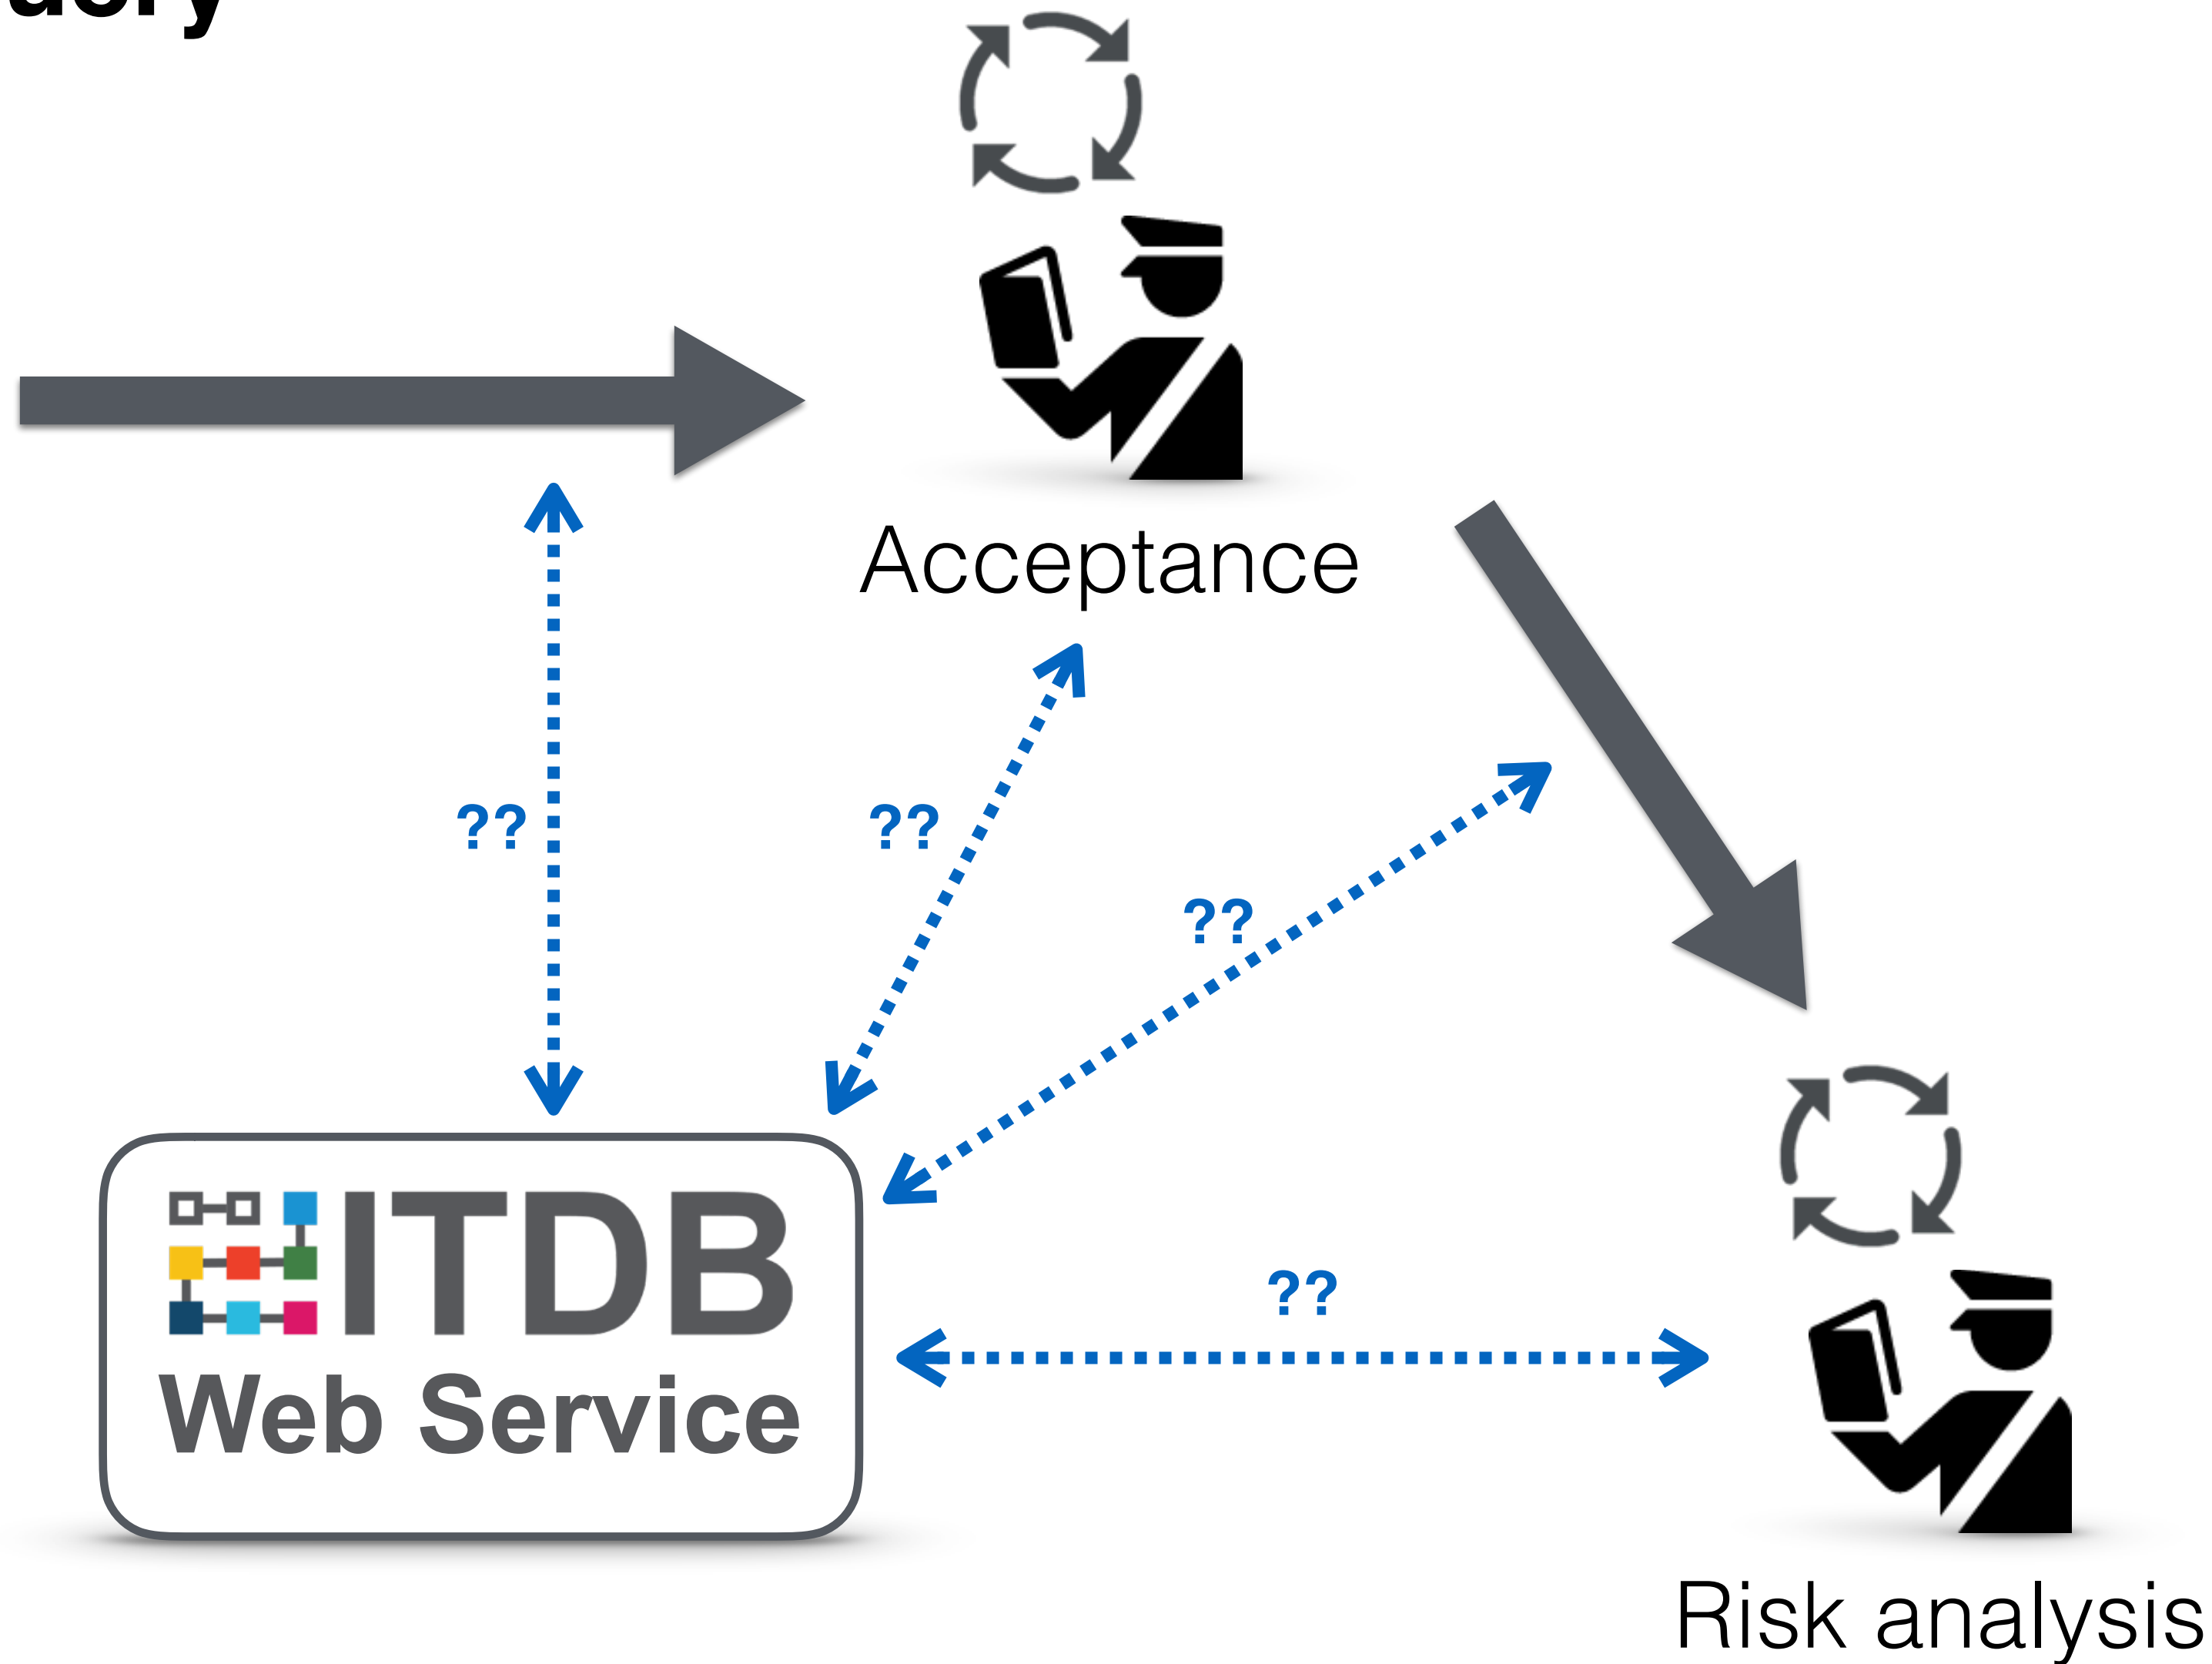 Acceptance
??
??
??
??
ITDB
Web Service
Risk analysis